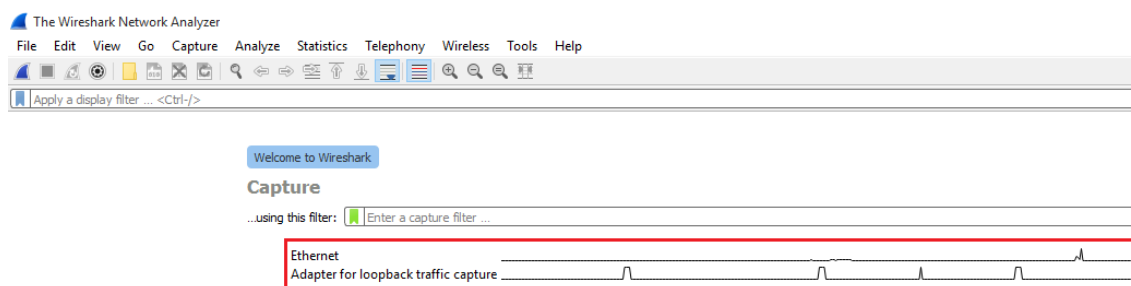 The Wireshark Network Analyzer
File Edit View Go Capture Analyze Statistics Telephony Wireless Tools Help
Apply a display filter ... <Ctrl-/>
Welcome to Wireshark
Capture
...using this filter: Enter a capture filter ...
Ethernet
Adapter for loopback traffic capture